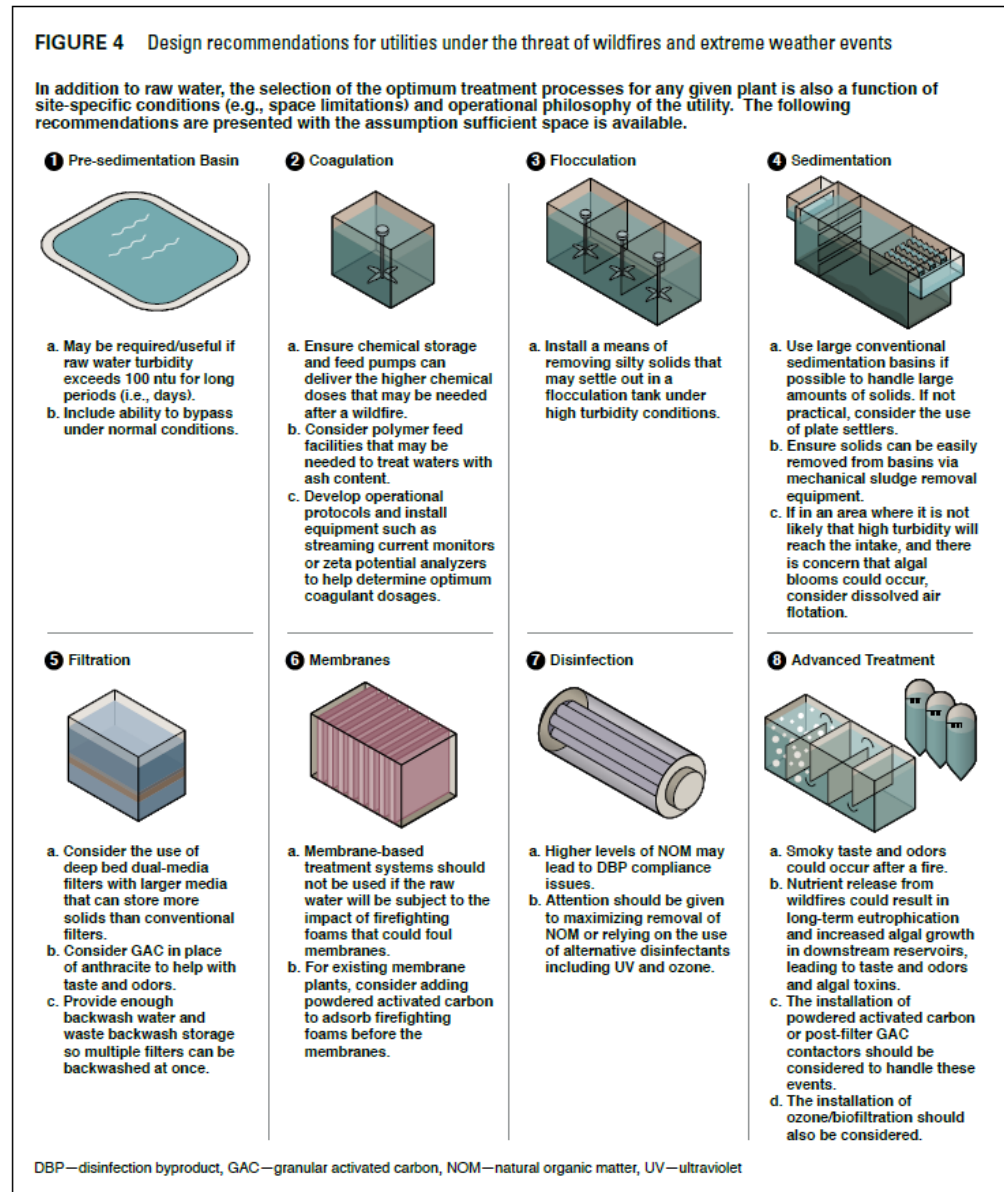 FIGURE 4 Design recommendations for utilities under the threat of wildfires and extreme weather events
In addition to raw water, the selection of the optimum treatment processes for any given plant is also a function of
site-specific conditions (e.g., space limitations) and operational philosophy of the utility. The following
recommendations are presented with the assumption sufficient space is available.
1 Pre-sedimentation Basin
a. May be required/useful if
raw water turbidity
exceeds 100 ntu for long
periods (i.e., days).
b. Include ability to bypass
under normal conditions.
2 Coagulation
a. Ensure chemical storage
and feed pumps can
deliver the higher chemical
doses that may be needed
after a wildfire.
b. Consider polymer feed
facilities that may be
needed to treat waters with
ash content.
c. Develop operational
protocols and install
equipment such as
streaming current monitors
or zeta potential analyzers
to help determine optimum
coagulant dosages.
3 Flocculation
a. Install a means of
removing silty solids that
may settle out in a
flocculation tank under
high turbidity conditions.
4 Sedimentation
a. Use large conventional
sedimentation basins if
possible to handle large
amounts of solids. If not
practical, consider the use
of plate settlers.
b. Ensure solids can be easily
removed from basins via
mechanical sludge removal
equipment.
c. If in an area where it is not
likely that high turbidity will
reach the intake, and there
is concern that algal
blooms could occur,
consider dissolved air
flotation.
5 Filtration
a. Consider the use of
deep bed dual-media
filters with larger media
that can store more
solids than conventional
filters.
b. Consider GAC in place
of anthracite to help with
taste and odors.
c. Provide enough
backwash water and
waste backwash storage
so multiple filters can be
backwashed at once.
6 Membranes
a. Membrane-based
treatment systems should
not be used if the raw
water will be subject to the
impact of firefighting
foams that could foul
membranes.
b. For existing membrane
plants, consider adding
powdered activated carbon
to adsorb firefighting
foams before the
membranes.
7 Disinfection
a. Higher levels of NOM may
lead to DBP compliance
issues.
b. Attention should be given
to maximizing removal of
NOM or relying on the use
of alternative disinfectants
including UV and ozone.
8 Advanced Treatment
a. Smoky taste and odors
could occur after a fire.
b. Nutrient release from
wildfires could result in
long-term eutrophication
and increased algal growth
in downstream reservoirs,
leading to taste and odors
and algal toxins.
c. The installation of
powdered activated carbon
or post-filter GAC
contactors should be
considered to handle these
events.
d. The installation of
ozone/biofiltration should
also be considered.
DBP—disinfection byproduct, GAC—granular activated carbon, NOM—natural organic matter, UV—ultraviolet